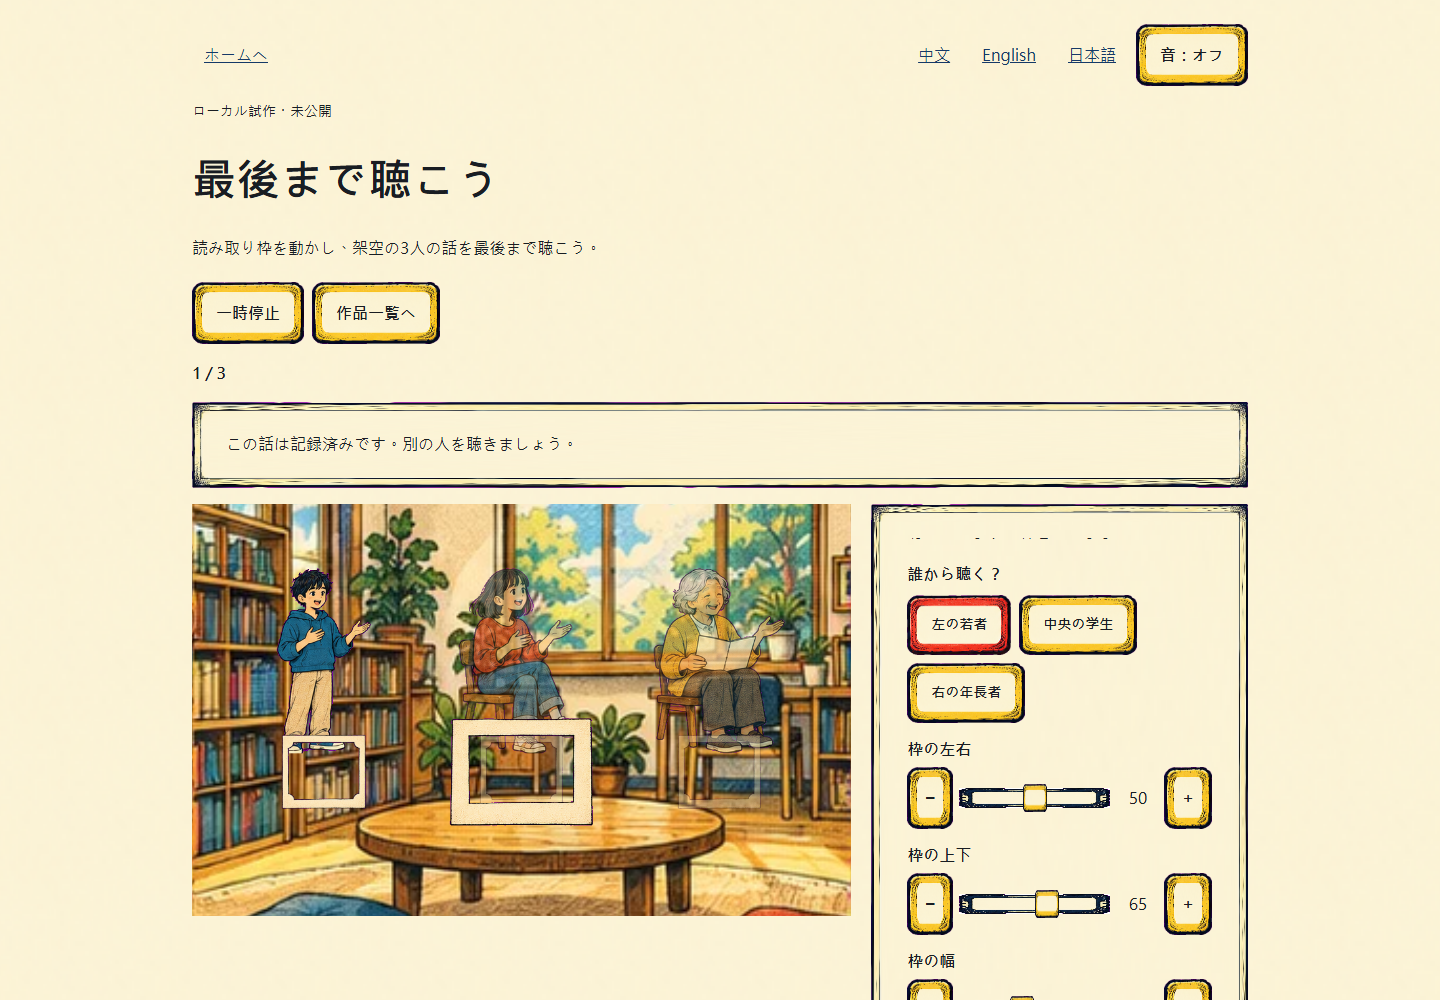 ホームへ
中文 English 日本語 音：オフ
ローカル試作・未公開
最後まで聴こう
読み取り枠を動かし、架空の3人の話を最後まで聴こう。
一時停止 作品一覧へ
1 / 3
この話は記録済みです。別の人を聴きましょう。
誰から聴く？
左の若者 中央の学生
右の年長者
枠の左右
− 50 +
枠の上下
− 65 +
枠の幅